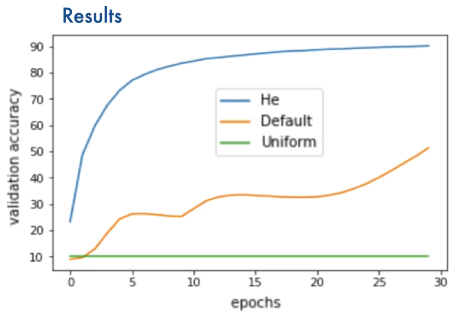 Results
90
80
70
60
50
40
30
20
10
validation accuracy
He
Default
Uniform
0 5 10 15 20 25 30
epochs